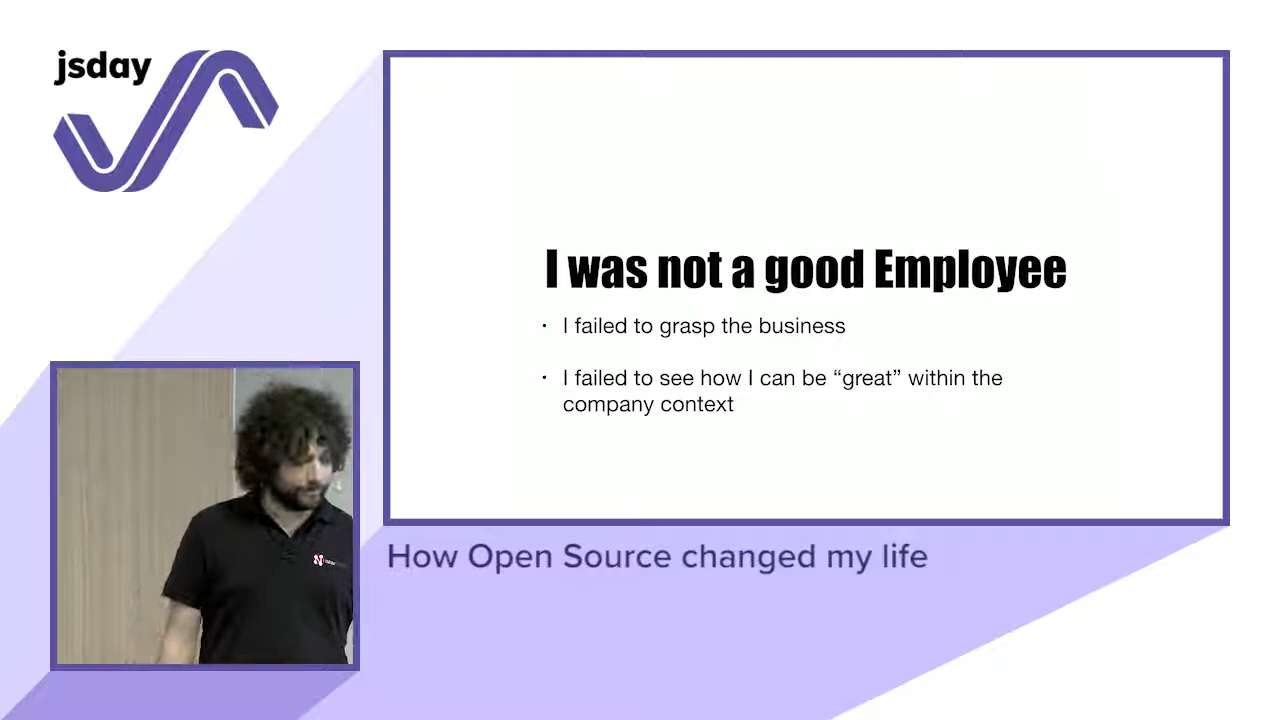 jsday
I was not a good Employee
· I failed to grasp the business
· I failed to see how I can be “great” within the
company context
How Open Source changed my life